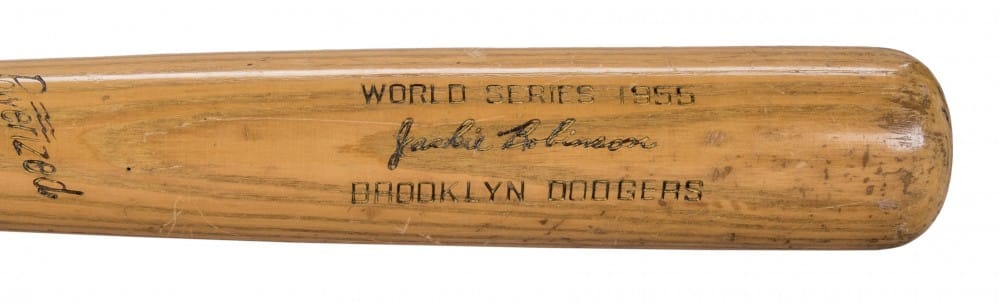 WORLD SERIES 1955
Jackie Robinson
BROOKLYN DODGERS